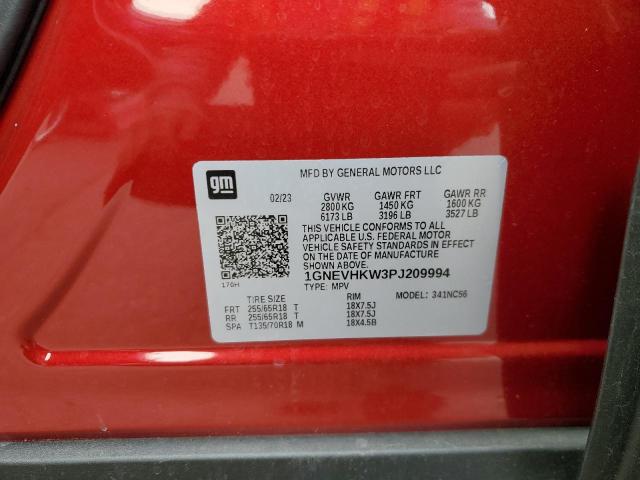 gm
MFD BY GENERAL MOTORS LLC
02/23 GVWR GAWR FRT GAWR RR
2800 KG 1450 KG 1600 KG
6173 LB 3196 LB 3527 LB
THIS VEHICLE CONFORMS TO ALL
APPLICABLE U.S. FEDERAL MOTOR
VEHICLE SAFETY STANDARDS IN EFFECT
ON THE DATE OF MANUFACTURE
SHOWN ABOVE.
1GNEVHKW3PJ209994
170H
TYPE: MPV MODEL: 341NC56
TIRE SIZE RIM
FRT 255/65R18 T 18X7.5J
RR 255/65R18 T 18X7.5J
SPA T135/70R18 M 18X4.5B